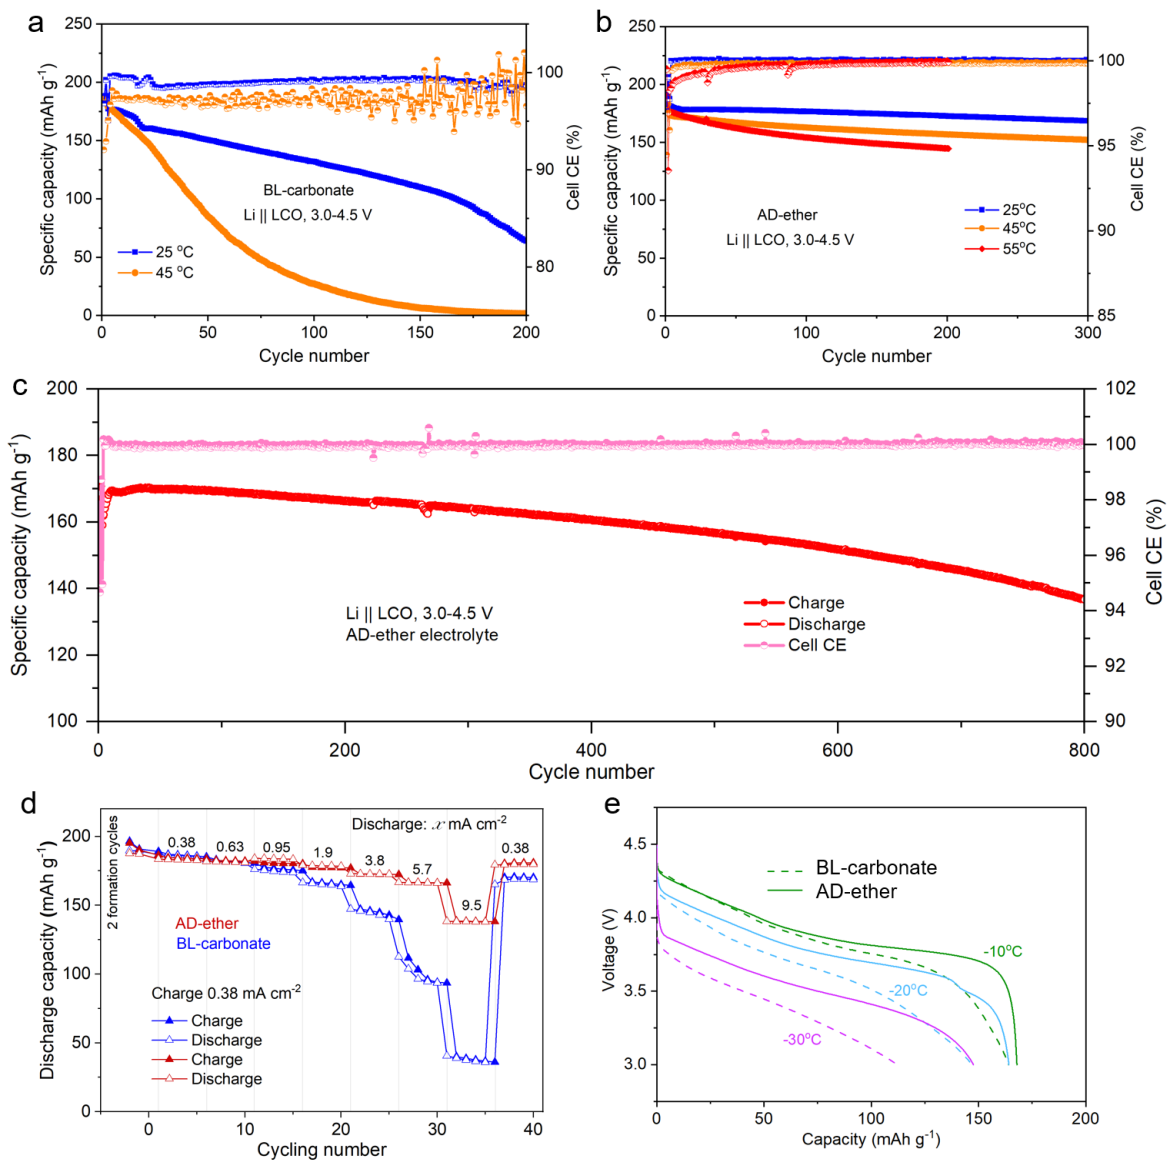 a
Specific capacity (mAh g⁻¹)
250
200
150
100
50
0
100
90
80
Cell CE (%)
BL-carbonate
Li || LCO, 3.0-4.5 V
25 °C
45 °C
0
50
100
150
200
Cycle number
b
Specific capacity (mAh g⁻¹)
250
200
150
100
50
0
100
95
90
85
Cell CE (%)
AD-ether
Li || LCO, 3.0-4.5 V
25°C
45°C
55°C
0
100
200
300
Cycle number
c
Specific capacity (mAh g⁻¹)
200
180
160
140
120
100
102
100
98
96
94
92
90
Cell CE (%)
Li || LCO, 3.0-4.5 V
AD-ether electrolyte
Charge
Discharge
Cell CE
0
200
400
600
800
Cycle number
d
Discharge capacity (mAh g⁻¹)
200
150
100
50
0
2 formation cycles
Discharge: x mA cm⁻²
0.38
0.63
0.95
1.9
3.8
5.7
9.5
0.38
AD-ether
BL-carbonate
Charge 0.38 mA cm⁻²
Charge
Discharge
Charge
Discharge
0
10
20
30
40
Cycling number
e
Voltage (V)
4.5
4.0
3.5
3.0
BL-carbonate
AD-ether
-10°C
-20°C
-30°C
0
50
100
150
200
Capacity (mAh g⁻¹)